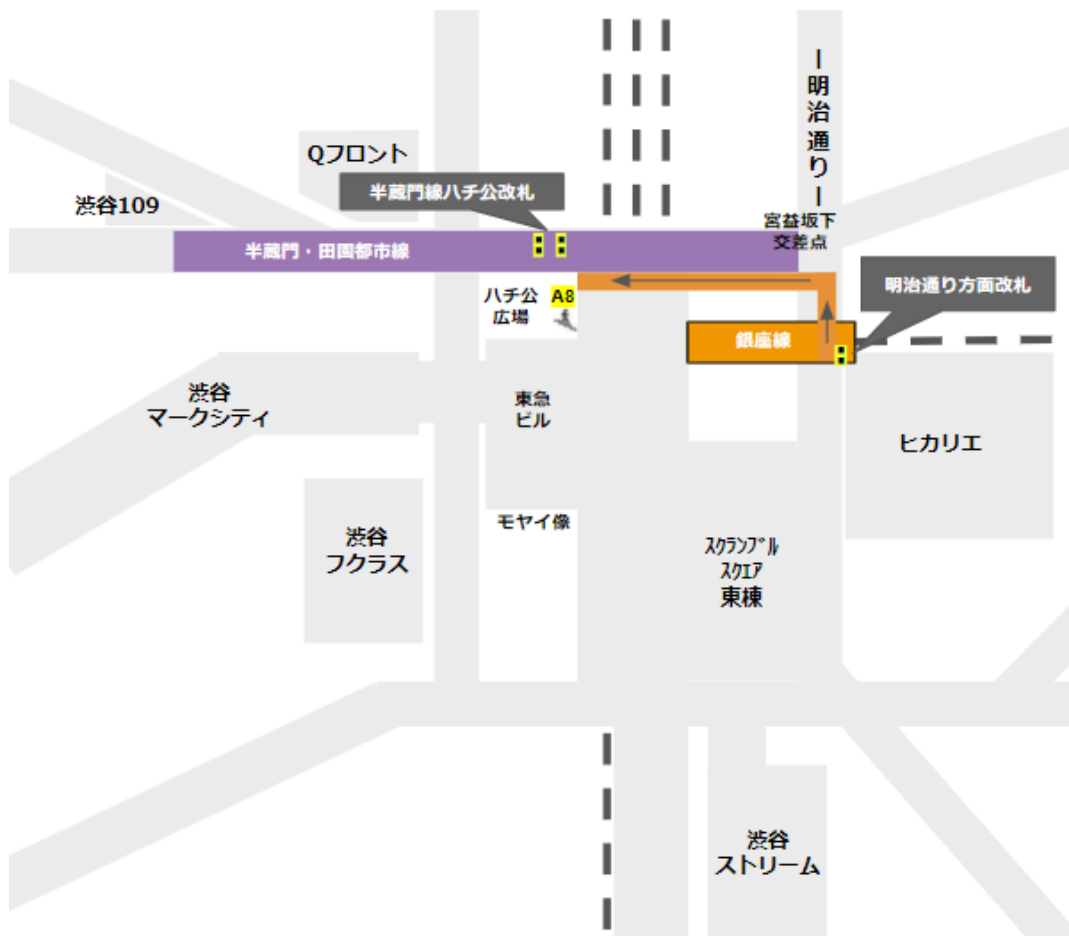 ー明治通りー
Qフロント
半蔵門線ハチ公改札
渋谷109
宮益坂下
交差点
半蔵門・田園都市線
明治通り方面改札
ハチ公
広場
A8
銀座線
渋谷
マークシティ
東急
ビル
ヒカリエ
モヤイ像
渋谷
フクラス
スクランブル
スクエア
東棟
渋谷
ストリーム